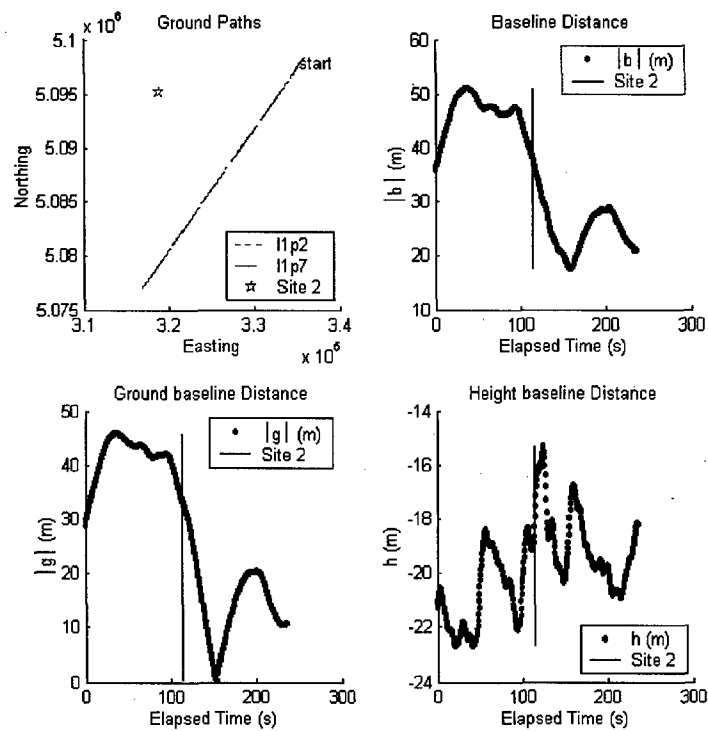 Ground Paths
× 10⁶
5.1
5.095
5.09
5.085
5.08
5.075
Northing
start
l1p2
l1p7
Site 2
3.1
3.2
3.3
3.4
Easting
× 10⁶
Baseline Distance
60
50
40
30
20
10
|b| (m)
|b| (m)
Site 2
0
100
200
300
Elapsed Time (s)
Ground baseline Distance
50
40
30
20
10
0
|g| (m)
|g| (m)
Site 2
0
100
200
300
Elapsed Time (s)
Height baseline Distance
-14
-16
-18
-20
-22
-24
h (m)
h (m)
Site 2
0
100
200
300
Elapsed Time (s)